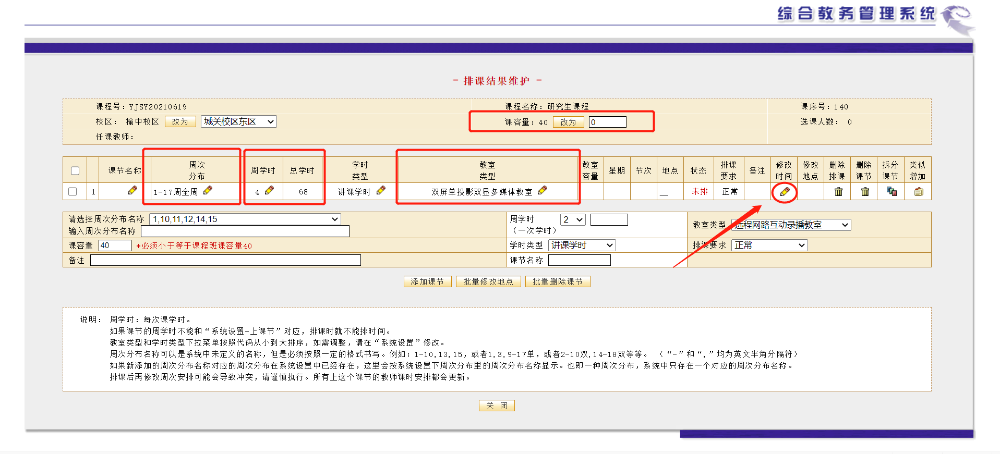 综合教务管理系统
- 排课结果维护 -
课程号：YJSY20210619 课程名称：研究生课程 课序号：140
校区： 榆中校区 改为 城关校区东区 课容量：40 改为 0 选课人数： 0
任课教师：
课节名称 周次分布 周学时 总学时 学时类型 教室类型 教室容量 星期 节次 地点 状态 排课要求 备注 修改时间 修改地点 删除排课 删除课节 拆分课节 类似增加
1 1-17周全周 4 68 讲课学时 双屏单投影双显多媒体教室 __ 未排 正常
请选择周次分布名称 1,10,11,12,14,15 周学时 2 教室类型 远程网路互动录播教室
输入周次分布名称 （一次学时）
课容量 40 *必须小于等于课程班课容量40 学时类型 讲课学时 排课要求 正常
备注 课节名称
添加课节 批量修改地点 批量删除课节
说明： 周学时：每次课学时。
如果课节的周学时不能和“系统设置-上课节”对应，排课时就不能排时间。
教室类型和学时类型下拉菜单按照代码从小到大排序，如需调整，请在“系统设置”修改。
周次分布名称可以是系统中未定义的名称，但是必须按照一定的格式书写。例如：1-10,13,15，或者1,3,9-17单，或者2-10双,14-18双等等。 （“-”和“,”均为英文半角分隔符）
如果新添加的周次分布名称对应的周次分布在系统设置中已经存在，这里会按系统设置下周次分布里的周次分布名称显示。也即一种周次分布，系统中只存在一个对应的周次分布名称。
排课后再修改周次安排可能会导致冲突，请谨慎执行。所有上这个课节的教师课时安排都会更新。
关 闭